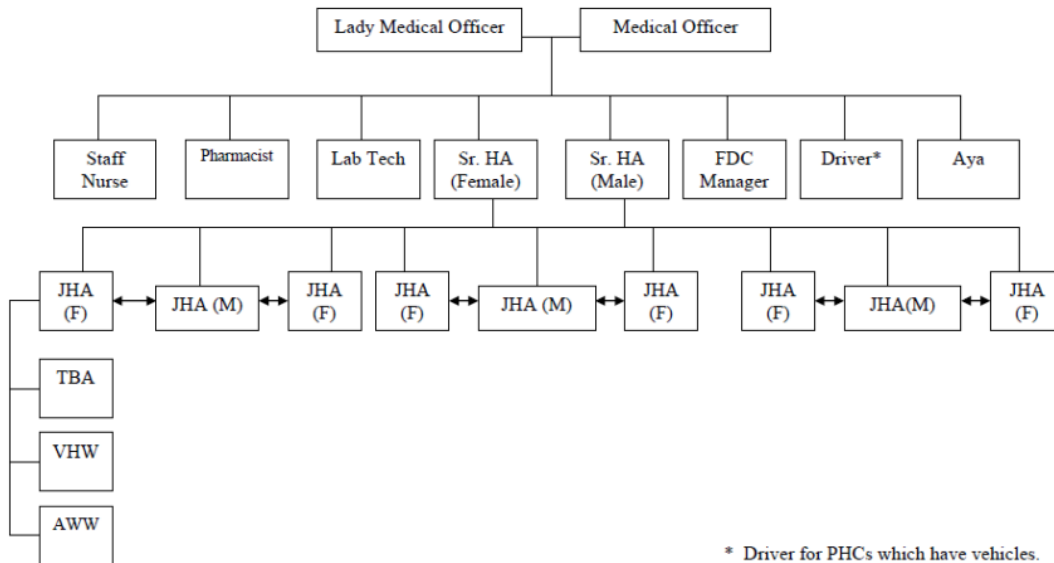 Lady Medical Officer
Medical Officer
Staff
Nurse
Pharmacist
Lab Tech
Sr. HA
(Female)
Sr. HA
(Male)
FDC
Manager
Driver*
Aya
JHA
(F)
JHA (M)
JHA
(F)
JHA
(F)
JHA (M)
JHA
(F)
JHA
(F)
JHA(M)
JHA
(F)
TBA
VHW
AWW
* Driver for PHCs which have vehicles.